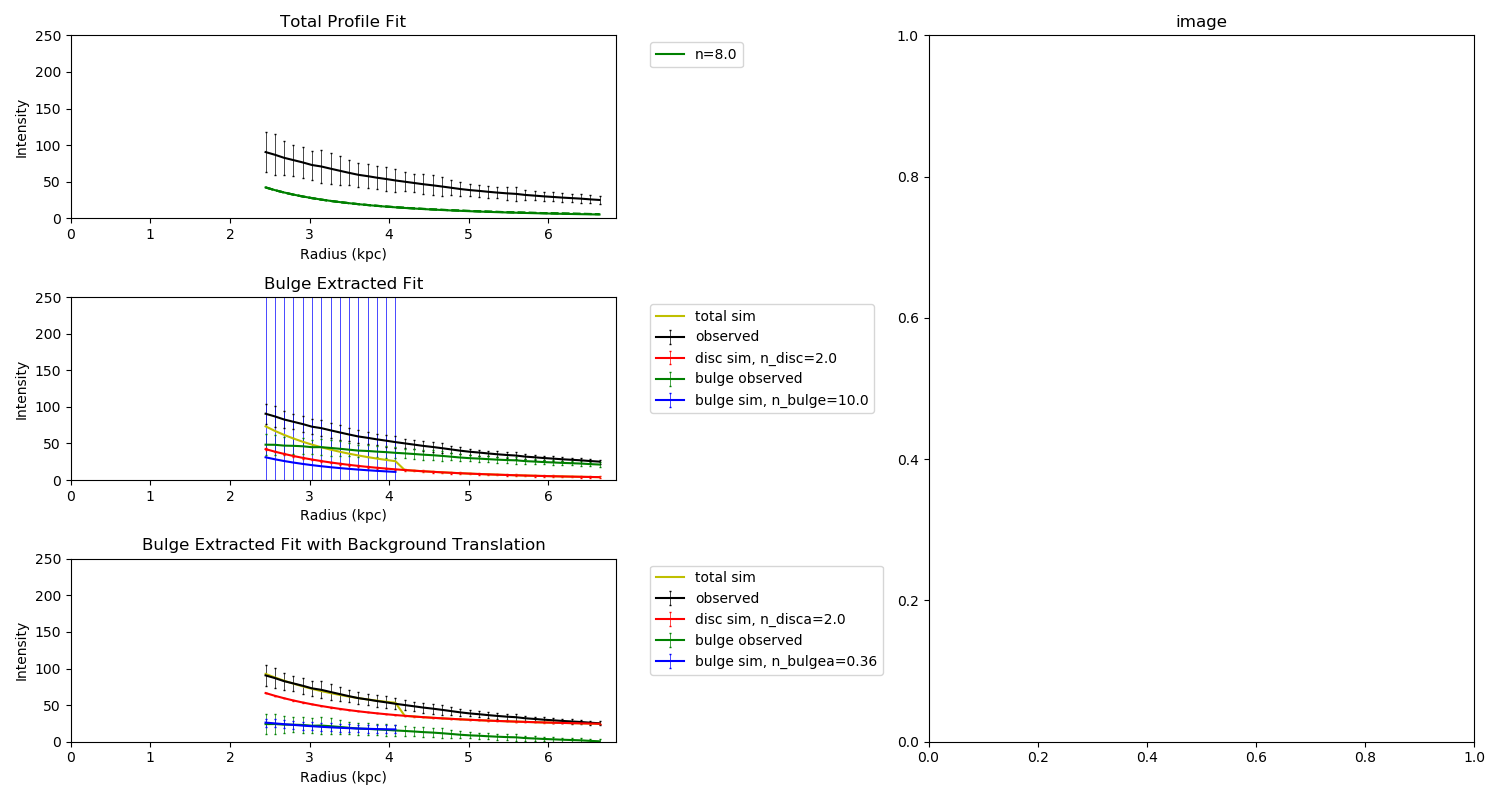 Total Profile Fit
250
200
150
100
50
0
Intensity
0 1 2 3 4 5 6
Radius (kpc)
n=8.0
Bulge Extracted Fit
250
200
150
100
50
0
Intensity
0 1 2 3 4 5 6
Radius (kpc)
total sim
observed
disc sim, n_disc=2.0
bulge observed
bulge sim, n_bulge=10.0
Bulge Extracted Fit with Background Translation
250
200
150
100
50
0
Intensity
0 1 2 3 4 5 6
Radius (kpc)
total sim
observed
disc sim, n_disca=2.0
bulge observed
bulge sim, n_bulgea=0.36
image
1.0
0.8
0.6
0.4
0.2
0.0
0.0 0.2 0.4 0.6 0.8 1.0